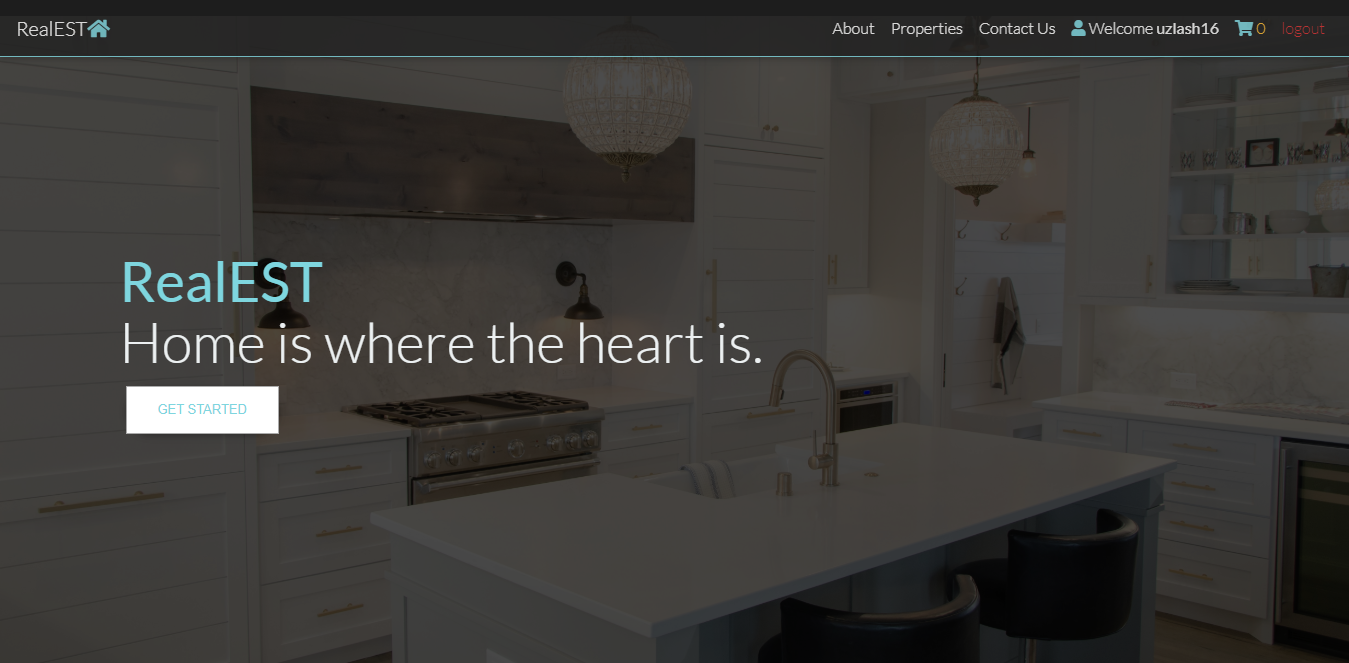 RealEST
About Properties Contact Us Welcome uzlash16 0 logout
RealEST
Home is where the heart is.
GET STARTED